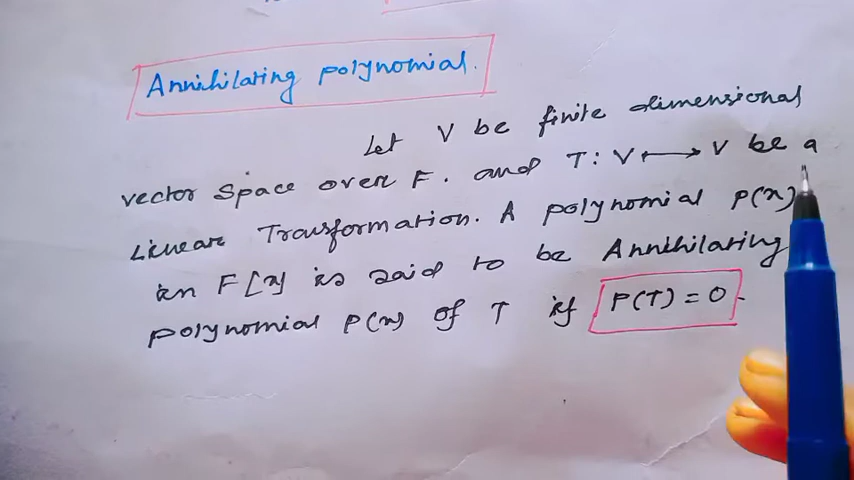 Annihilating polynomial.
Let V be finite dimensional
vector space over F. and T: V ⟼ V be a
Linear Transformation. A polynomial P(x)
in F[x] is said to be Annihilating
polynomial P(x) of T if P(T) = 0.